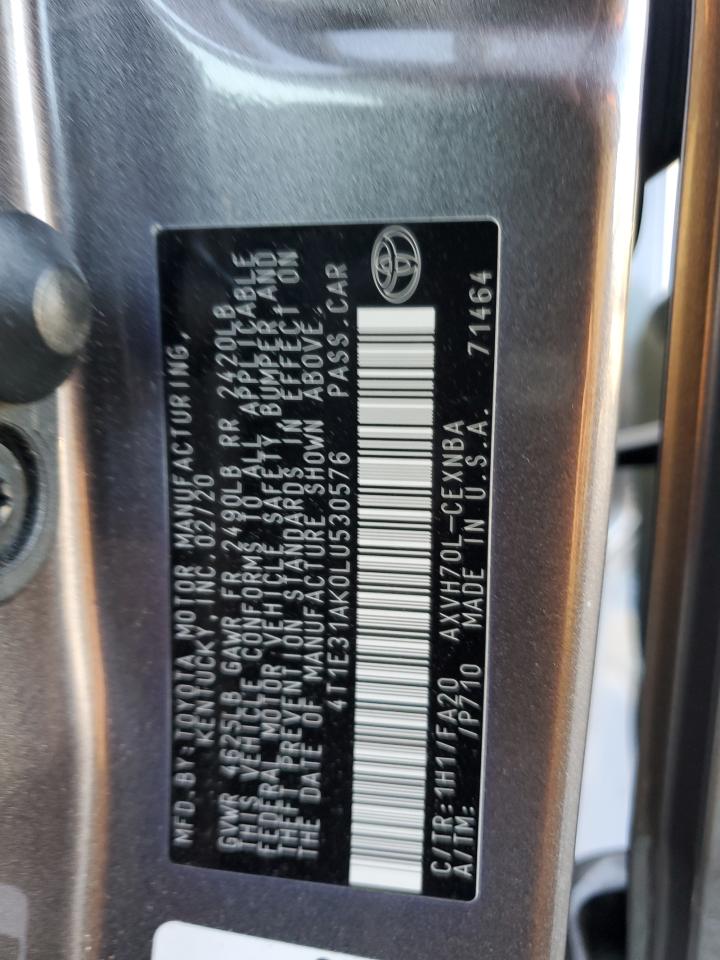 MFD.BY:TOYOTA MOTOR MANUFACTURING,
KENTUCKY, INC.02/20
GVWR 4625LB GAWR FR 2490LB RR 2420LB
THIS VEHICLE CONFORMS TO ALL APPLICABLE
FEDERAL MOTOR VEHICLE SAFETY,BUMPER,AND
THEFT PREVENTION STANDARDS IN EFFECT ON
THE DATE OF MANUFACTURE SHOWN ABOVE.
4T1E31AK0LU530576 PASS.CAR
C/TR:1H1/FA20 AXVH70L-CEXNBA
A/TM: /P710 MADE IN U.S.A. 71464